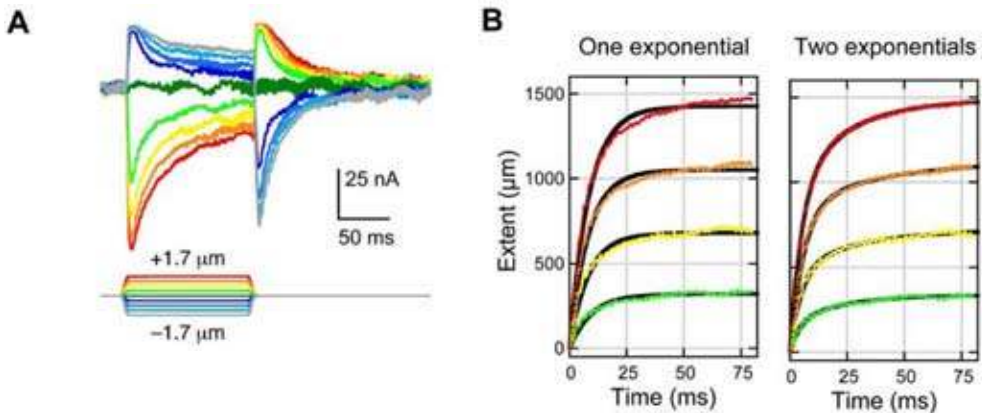 A
25 nA
50 ms
+1.7 μm
−1.7 μm
B
One exponential
Two exponentials
Extent (μm)
1500
1000
500
0
0
25
50
75
0
25
50
75
Time (ms)
Time (ms)